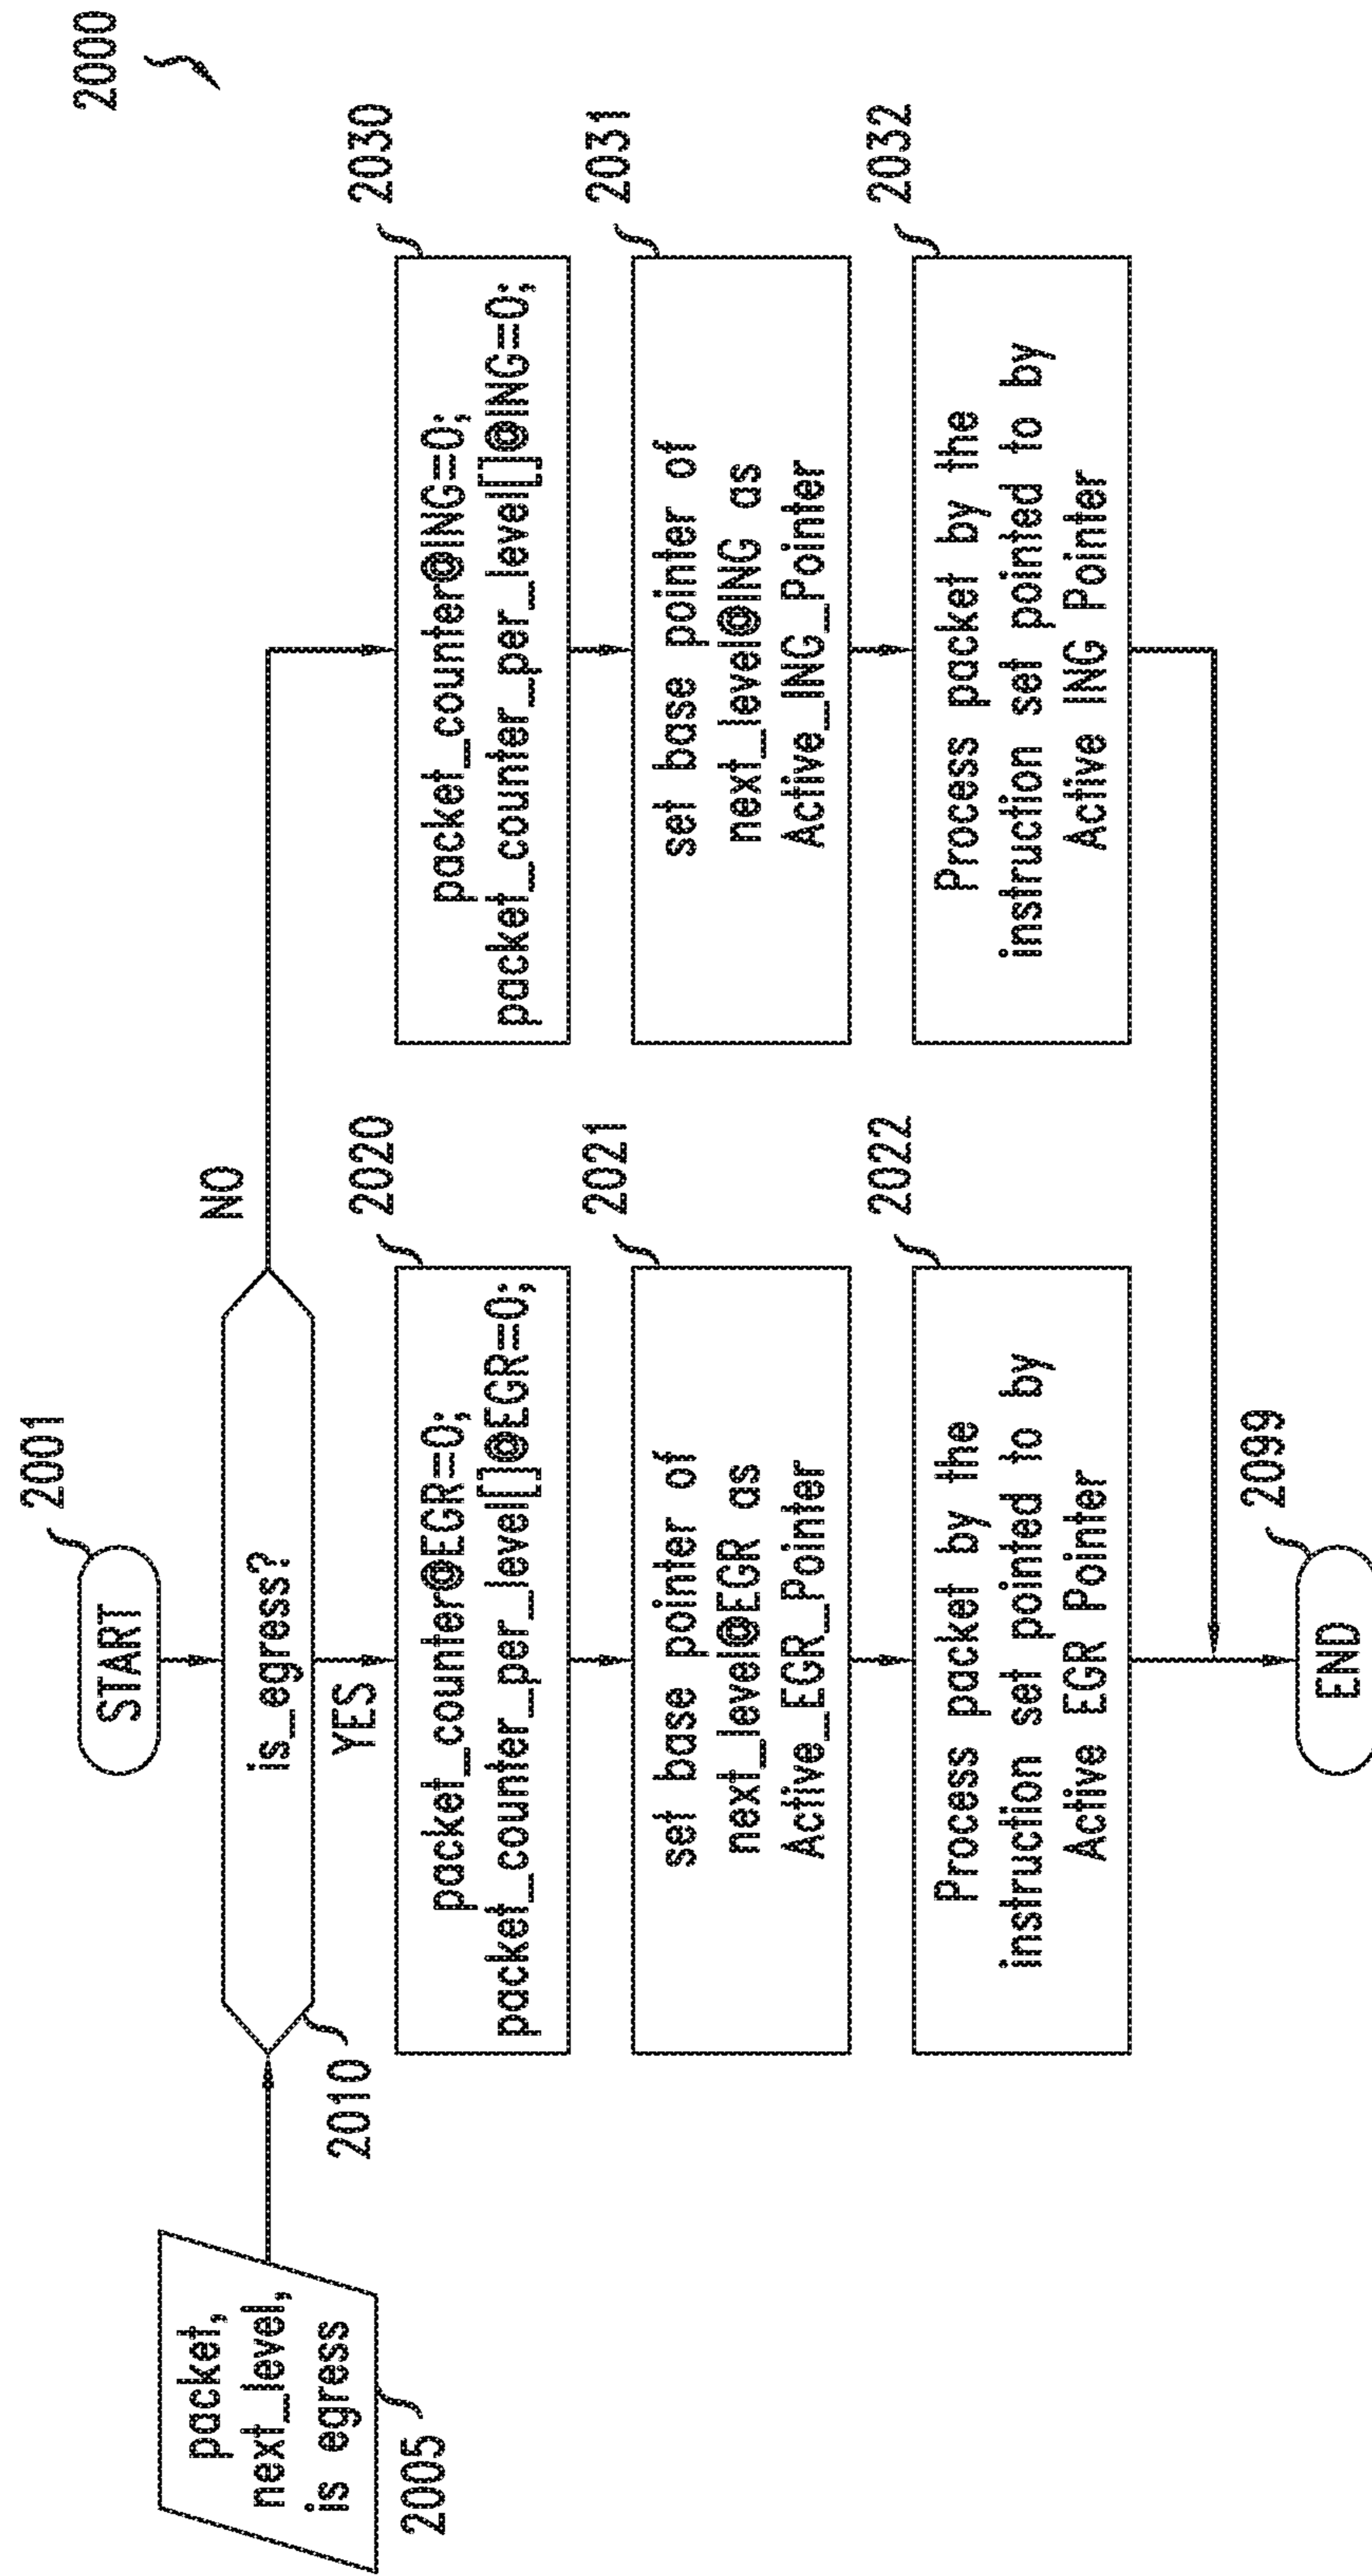 2000
2001
START
packet,
next_level,
is egress
2005
is_egress?
2010
NO
YES
2020
packet_counter@EGR=0;
packet_counter_per_level[]@EGR=0;
2021
set base pointer of
next_level@EGR as
Active_EGR_Pointer
2022
Process packet by the
instruction set pointed to by
Active EGR Pointer
2030
packet_counter@ING=0;
packet_counter_per_level[]@ING=0;
2031
set base pointer of
next_level@ING as
Active_ING_Pointer
2032
Process packet by the
instruction set pointed to by
Active ING Pointer
2099
END